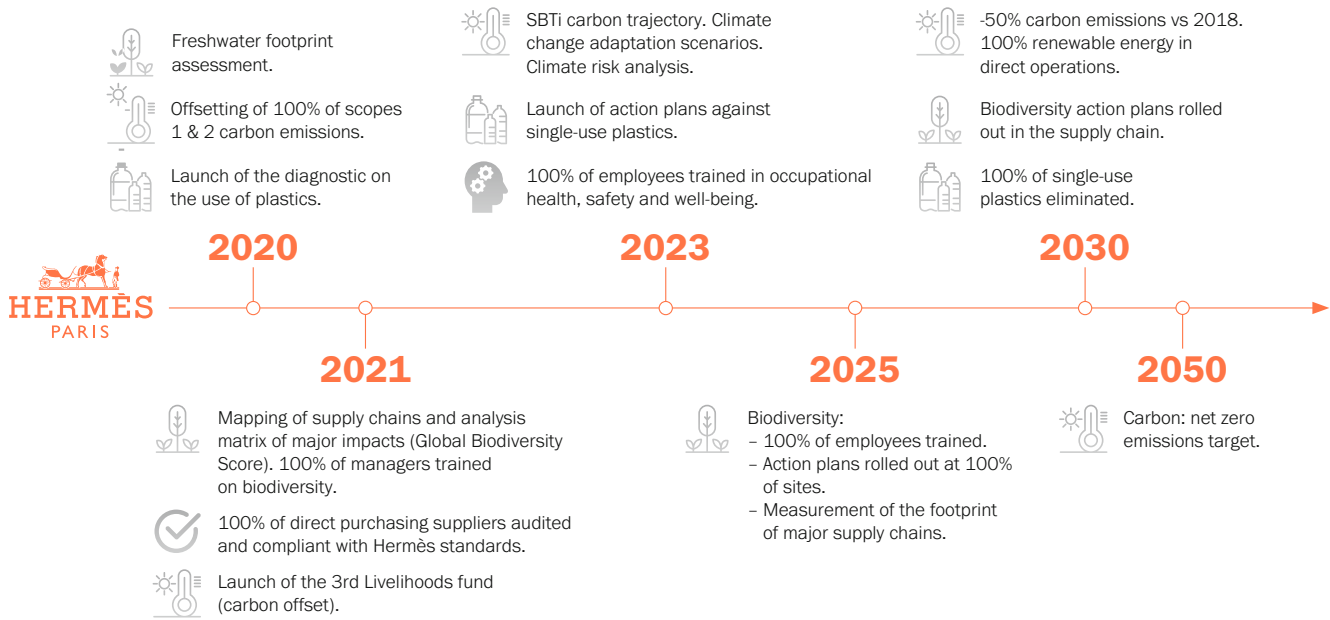 Freshwater footprint
assessment.
Offsetting of 100% of scopes
1 & 2 carbon emissions.
Launch of the diagnostic on
the use of plastics.
2020
SBTi carbon trajectory. Climate
change adaptation scenarios.
Climate risk analysis.
Launch of action plans against
single-use plastics.
100% of employees trained in occupational
health, safety and well-being.
2023
-50% carbon emissions vs 2018.
100% renewable energy in
direct operations.
Biodiversity action plans rolled
out in the supply chain.
100% of single-use
plastics eliminated.
2030
HERMÈS
PARIS
2021
Mapping of supply chains and analysis
matrix of major impacts (Global Biodiversity
Score). 100% of managers trained
on biodiversity.
100% of direct purchasing suppliers audited
and compliant with Hermès standards.
Launch of the 3rd Livelihoods fund
(carbon offset).
2025
Biodiversity:
– 100% of employees trained.
– Action plans rolled out at 100%
of sites.
– Measurement of the footprint
of major supply chains.
2050
Carbon: net zero
emissions target.